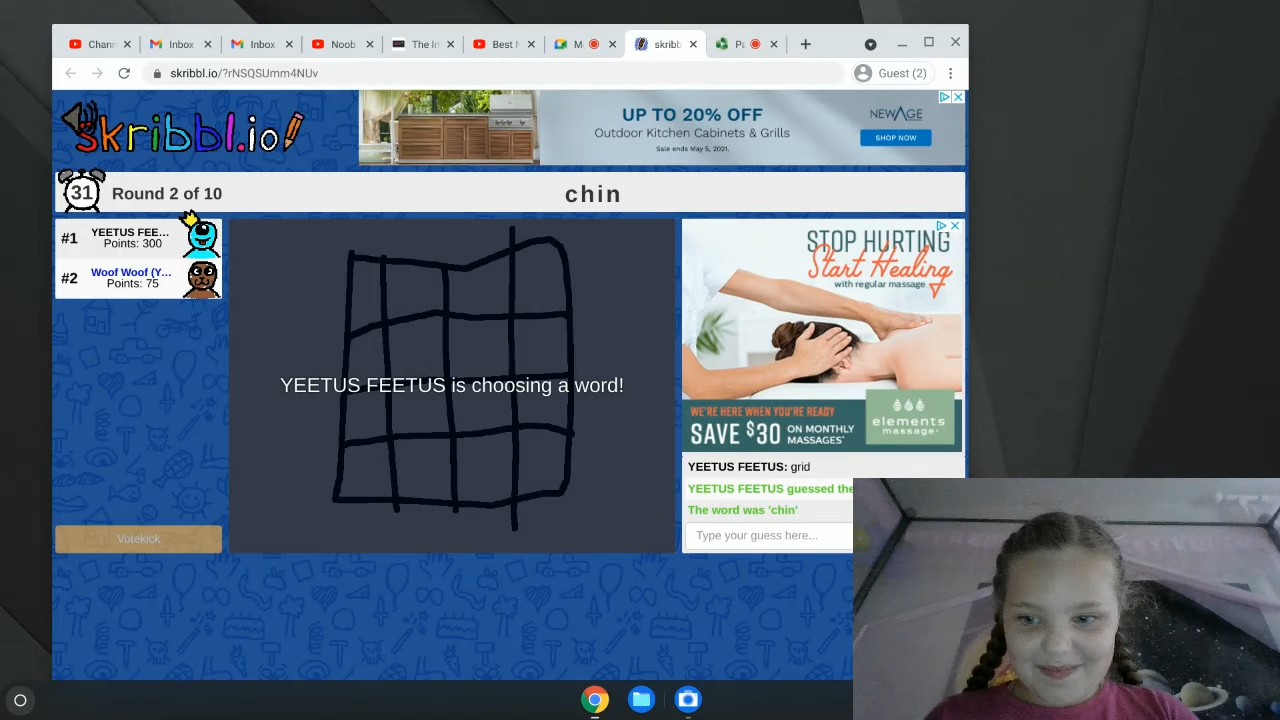 Chann
Inbox
Inbox
Noob
The Im
Best N
M
skribb
Pa
skribbl.io/?rNSQSUmm4NUv
Guest (2)
skribbl.io
UP TO 20% OFF
Outdoor Kitchen Cabinets & Grills
Sale ends May 5, 2021.
NEWAGE
SHOP NOW
31
Round 2 of 10
chin
#1
YEETUS FEE...
Points: 300
#2
Woof Woof (Y...
Points: 75
Votekick
YEETUS FEETUS is choosing a word!
STOP HURTING
Start Healing
with regular massage
WE'RE HERE WHEN YOU'RE READY
SAVE $30 ON MONTHLY MASSAGES*
elements
massage
YEETUS FEETUS: grid
YEETUS FEETUS guessed the
The word was 'chin'
Type your guess here...